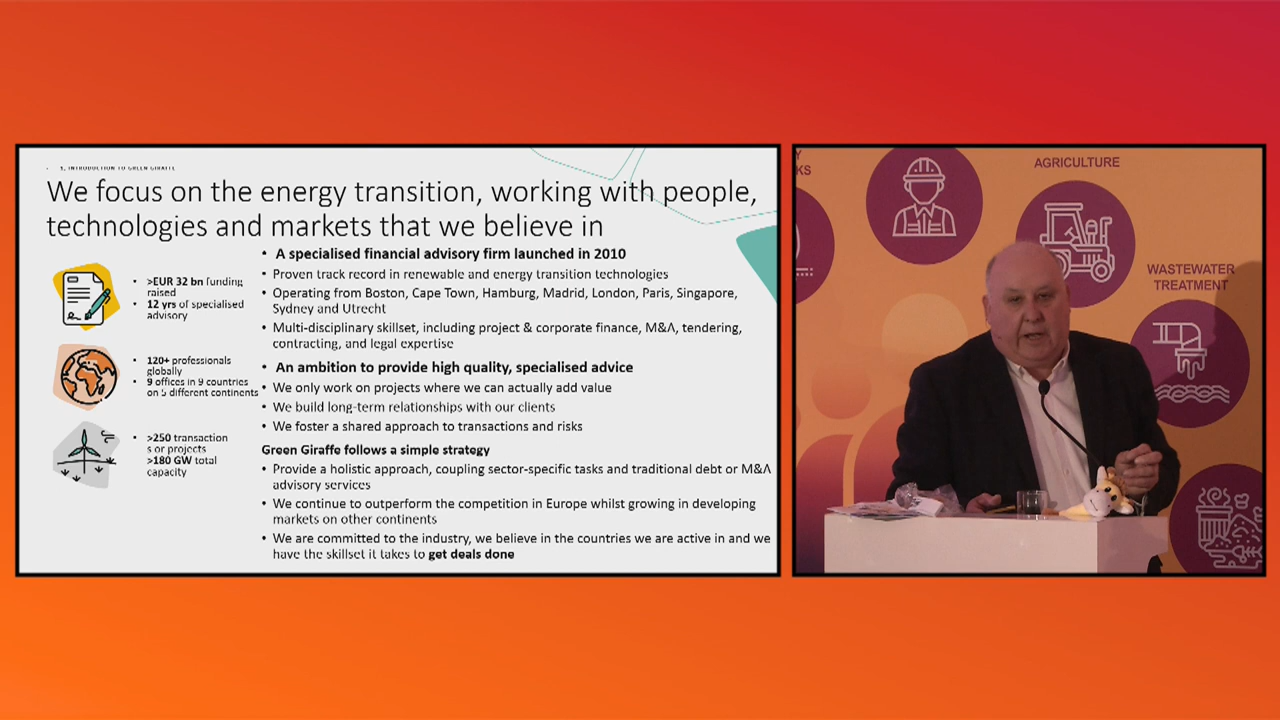 1, INTRODUCTION TO GREEN GIRAFFE
We focus on the energy transition, working with people,
technologies and markets that we believe in
>EUR 32 bn funding
raised
12 yrs of specialised
advisory
120+ professionals
globally
9 offices in 9 countries
on 5 different continents
>250 transaction
s or projects
>180 GW total
capacity
A specialised financial advisory firm launched in 2010
Proven track record in renewable and energy transition technologies
Operating from Boston, Cape Town, Hamburg, Madrid, London, Paris, Singapore,
Sydney and Utrecht
Multi-disciplinary skillset, including project & corporate finance, M&A, tendering,
contracting, and legal expertise
An ambition to provide high quality, specialised advice
We only work on projects where we can actually add value
We build long-term relationships with our clients
We foster a shared approach to transactions and risks
Green Giraffe follows a simple strategy
Provide a holistic approach, coupling sector-specific tasks and traditional debt or M&A
advisory services
We continue to outperform the competition in Europe whilst growing in developing
markets on other continents
We are committed to the industry, we believe in the countries we are active in and we
have the skillset it takes to get deals done
AGRICULTURE
WASTEWATER
TREATMENT